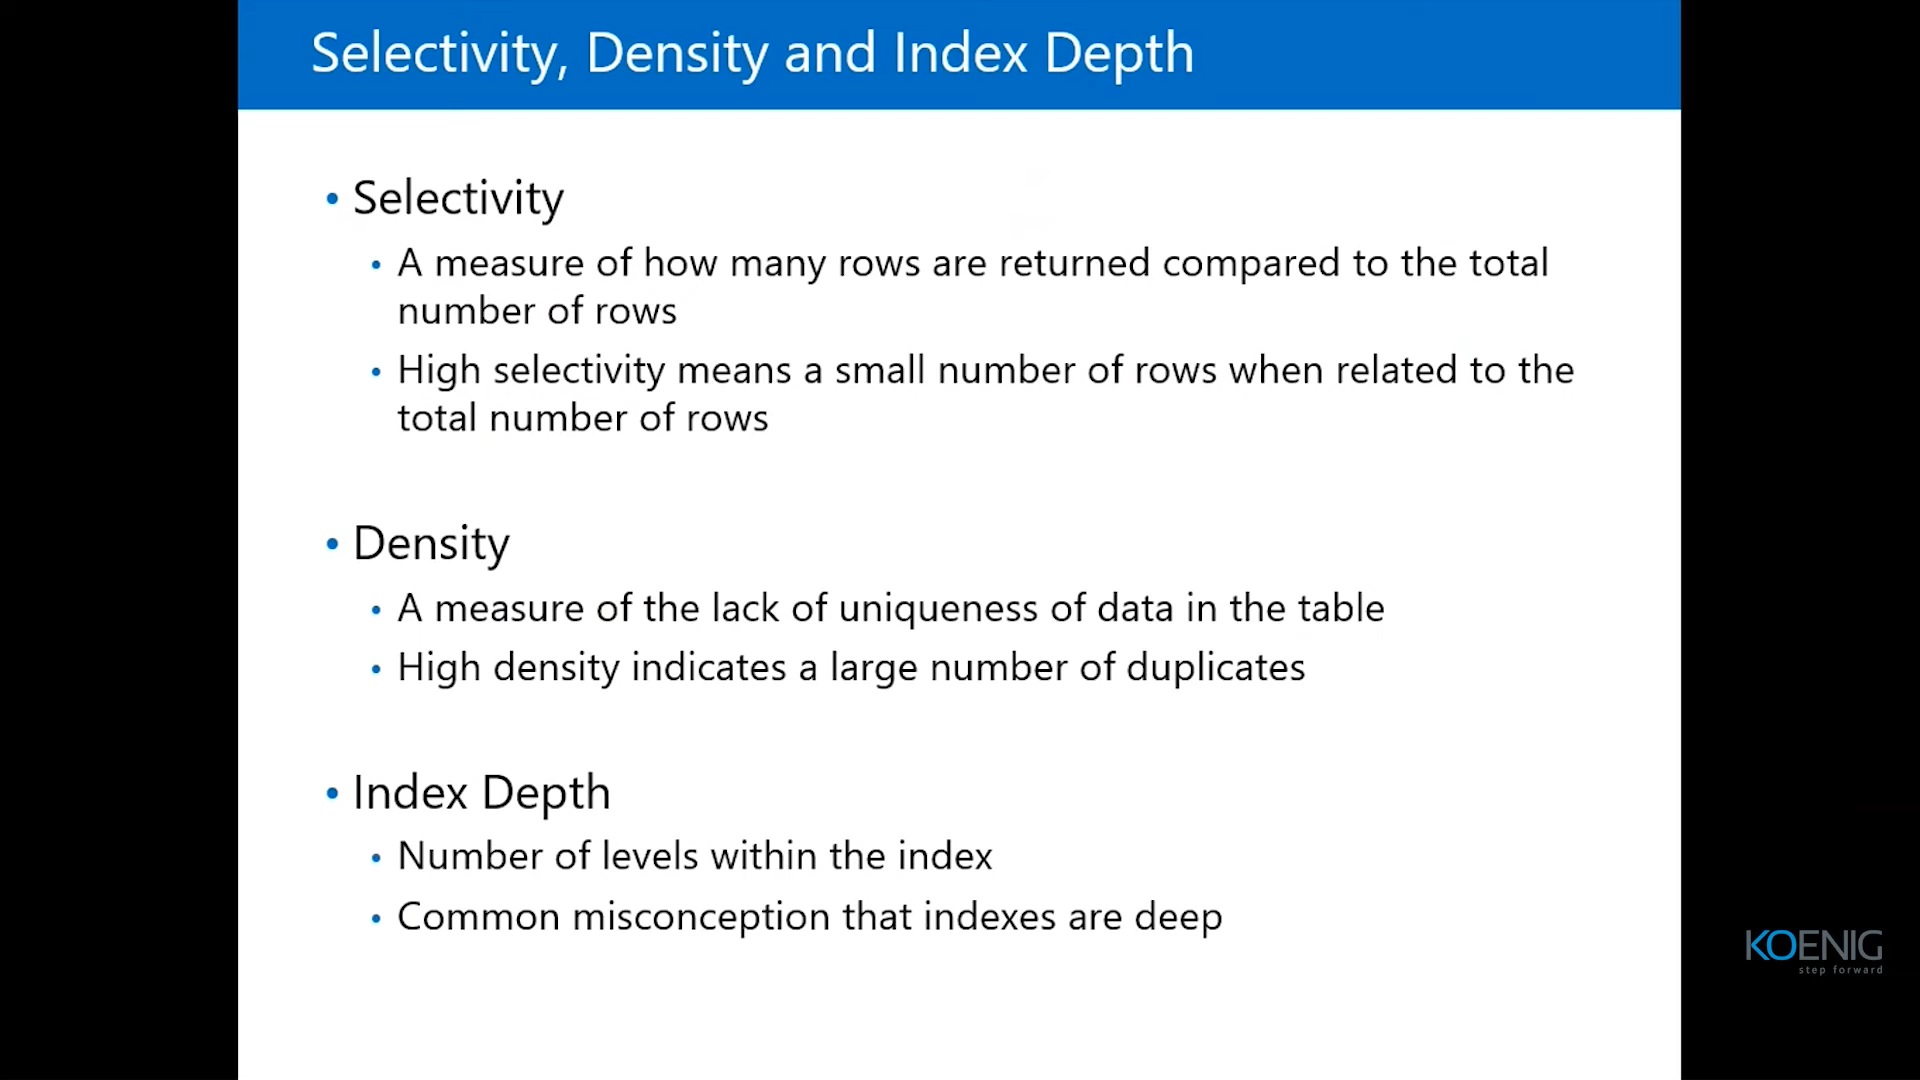 Selectivity, Density and Index Depth
• Selectivity
• A measure of how many rows are returned compared to the total
number of rows
• High selectivity means a small number of rows when related to the
total number of rows
• Density
• A measure of the lack of uniqueness of data in the table
• High density indicates a large number of duplicates
• Index Depth
• Number of levels within the index
• Common misconception that indexes are deep
KOENIG
step forward